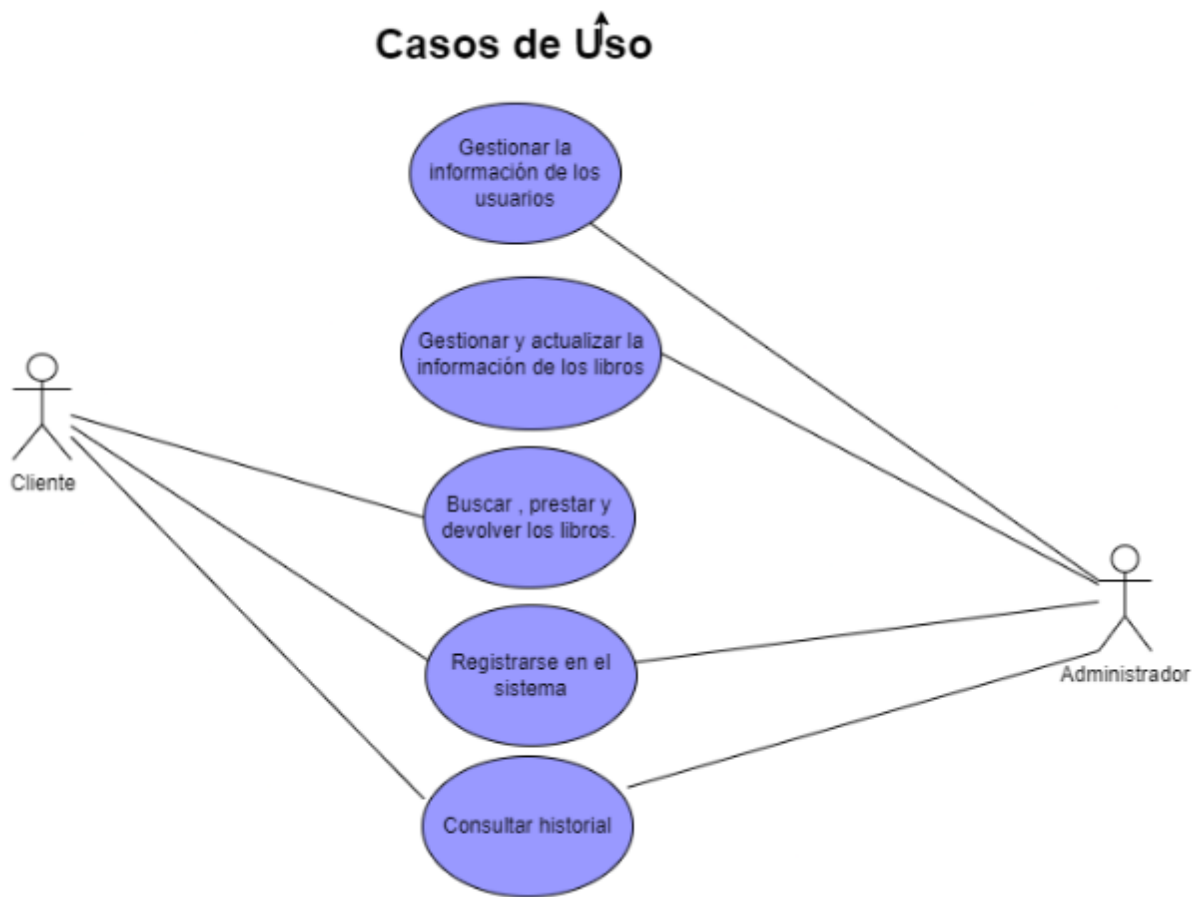 Casos de Uso
Gestionar la
información de los
usuarios
Gestionar y actualizar la
información de los libros
Cliente
Buscar , prestar y
devolver los libros.
Registrarse en el
sistema
Administrador
Consultar historial